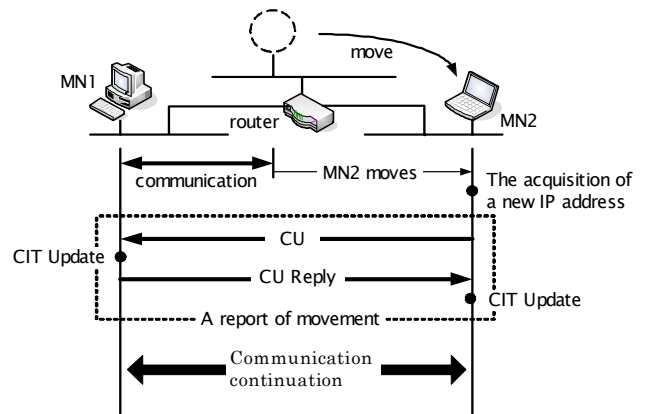 move
MN1
router
MN2
communication
MN2 moves
The acquisition of
a new IP address
CU
CIT Update
CU Reply
CIT Update
A report of movement
Communication
continuation